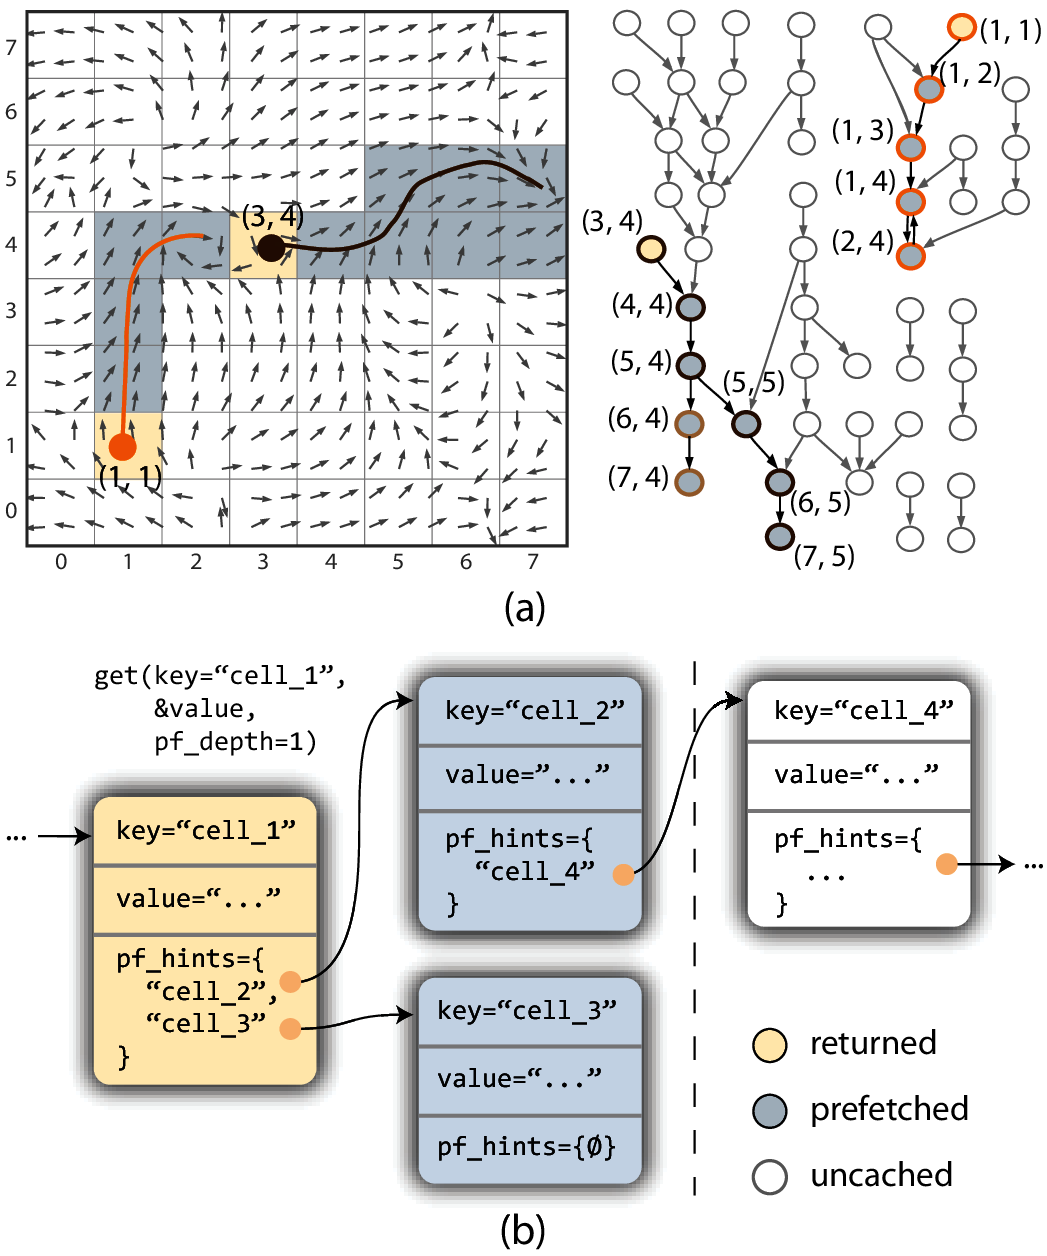 7
6
5
4
3
2
1
0
0 1 2 3 4 5 6 7
(3, 4)
(1, 1)
(1, 1)
(1, 2)
(1, 3)
(1, 4)
(2, 4)
(3, 4)
(4, 4)
(5, 4)
(5, 5)
(6, 4)
(7, 4)
(6, 5)
(7, 5)
(a)
get(key=“cell_1”,
&value,
pf_depth=1)
...
key=“cell_1”
value=“...”
pf_hints={
“cell_2”,
“cell_3”
}
key=“cell_2”
value=”...”
pf_hints={
“cell_4”
}
key=“cell_3”
value=“...”
pf_hints={Ø}
key=“cell_4”
value=“...”
pf_hints={
...
}
...
returned
prefetched
uncached
(b)